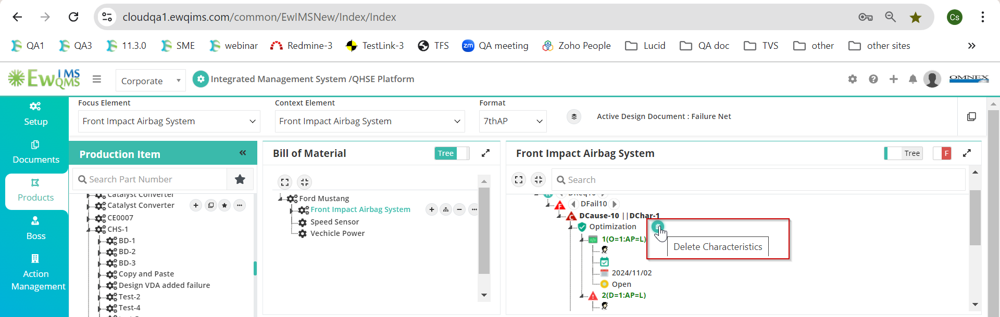 cloudqa1.ewqims.com/common/EwIMSNew/Index/Index
Cs
QA1 QA3 11.3.0 SME webinar Redmine-3 TestLink-3 TFS zm QA meeting Zoho People Lucid QA doc TVS other other sites
EwIMS QMS
Corporate
Integrated Management System /QHSE Platform
OMNEX
Setup
Documents
Products
Boss
Action
Management
Focus Element
Front Impact Airbag System
Context Element
Front Impact Airbag System
Format
7thAP
Active Design Document : Failure Net
Production Item
Search Part Number
Catalyst Converter
Catalyst Converter
CE0007
CHS-1
BD-1
BD-2
BD-3
Copy and Paste
Design VDA added failure
Test-2
Test-4
Bill of Material
Tree
Ford Mustang
Front Impact Airbag System
Speed Sensor
Vechicle Power
Front Impact Airbag System
Tree
F
Search
DReq10
F DFail10
C DCause-10 ||DChar-1
Optimization
1(O=1:AP=L)
Delete Characteristics
2024/11/02
Open
2(D=1:AP=L)